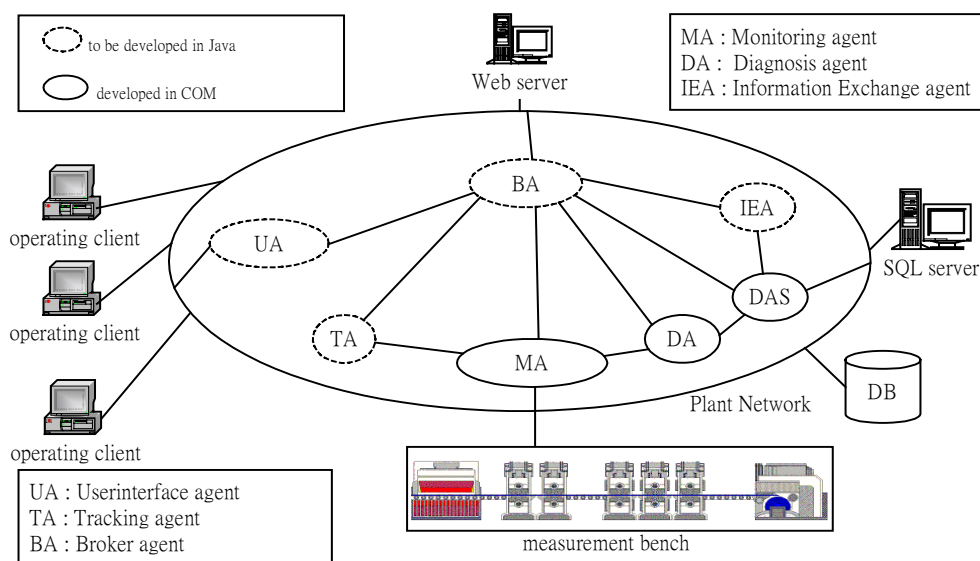 to be developed in Java
developed in COM
Web server
MA : Monitoring agent
DA :  Diagnosis agent
IEA : Information Exchange agent
BA
IEA
operating client
UA
SQL server
DAS
operating client
TA
DA
MA
DB
Plant Network
operating client
UA : Userinterface agent
TA : Tracking agent
BA : Broker agent
measurement bench